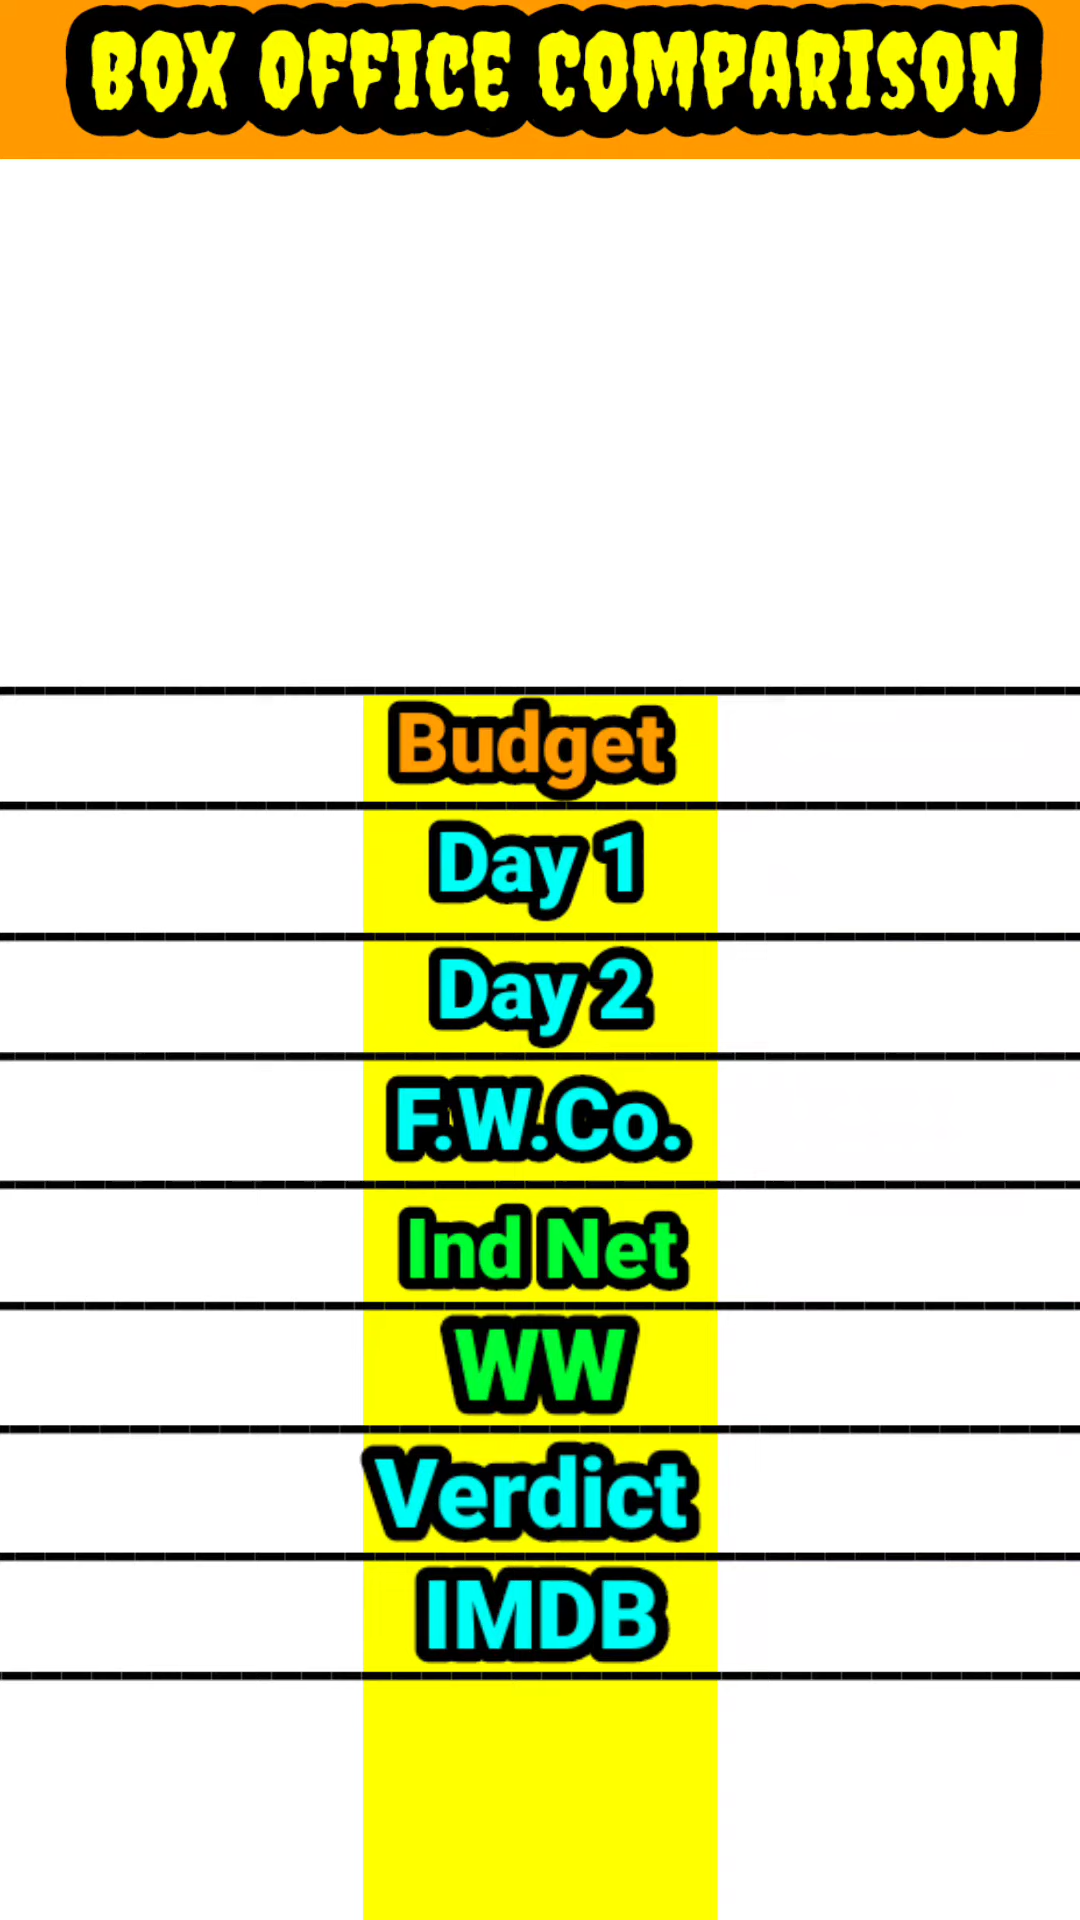 BOX OFFICE COMPARISON
Budget
Day 1
Day 2
F.W.Co.
Ind Net
WW
Verdict
IMDB